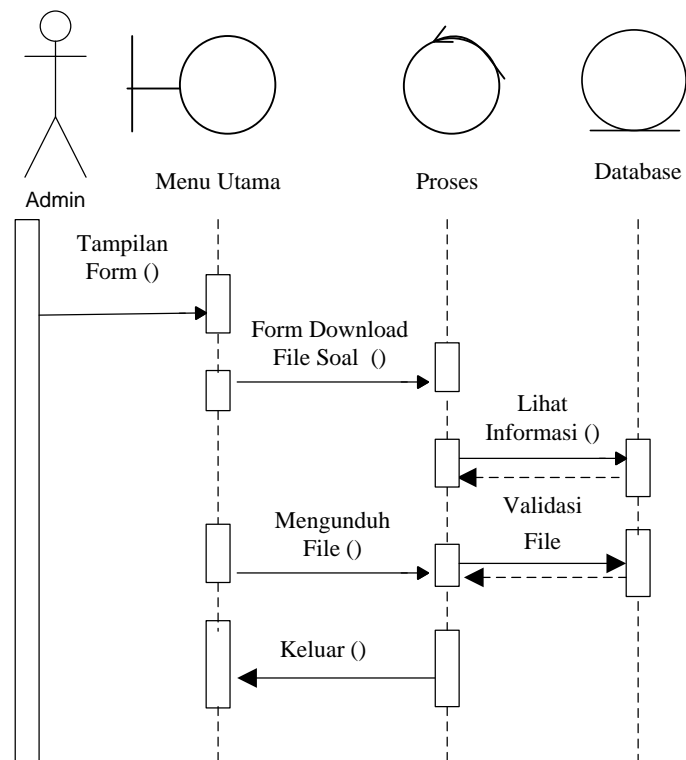 Admin
Menu Utama
Proses
Database
Tampilan
Form ()
Form Download
File Soal ()
Lihat
Informasi ()
Validasi
Mengunduh
File ()
File
Keluar ()